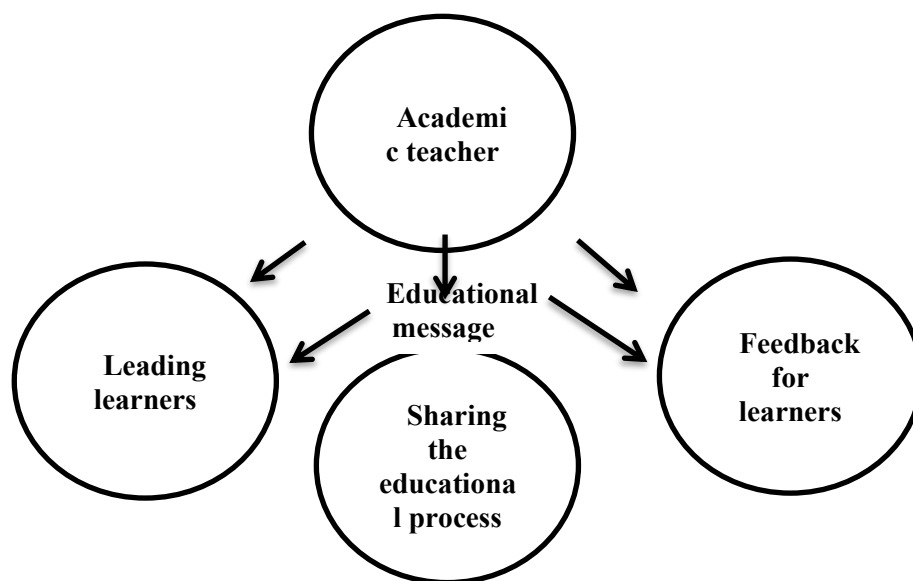 Academi
c teacher
Educational
message
Leading
learners
Feedback
for
learners
Sharing
the
educationa
l process